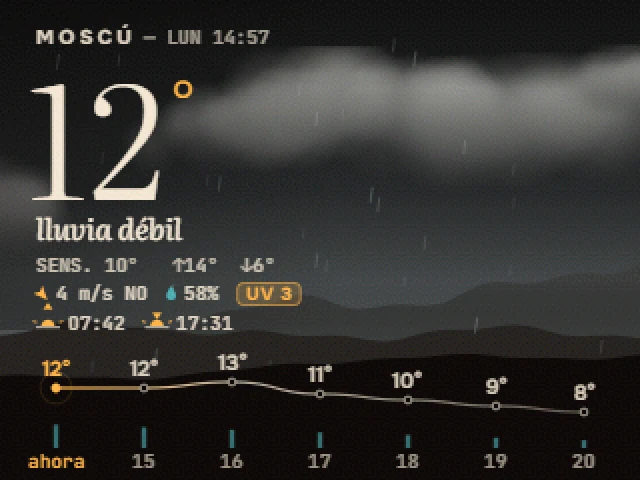 MOSCÚ — LUN 14:57
12°
lluvia débil
SENS. 10° ↑14° ↓6°
4 m/s NO 58% UV 3
07:42 17:31
12° 12° 13° 11° 10° 9° 8°
ahora 15 16 17 18 19 20